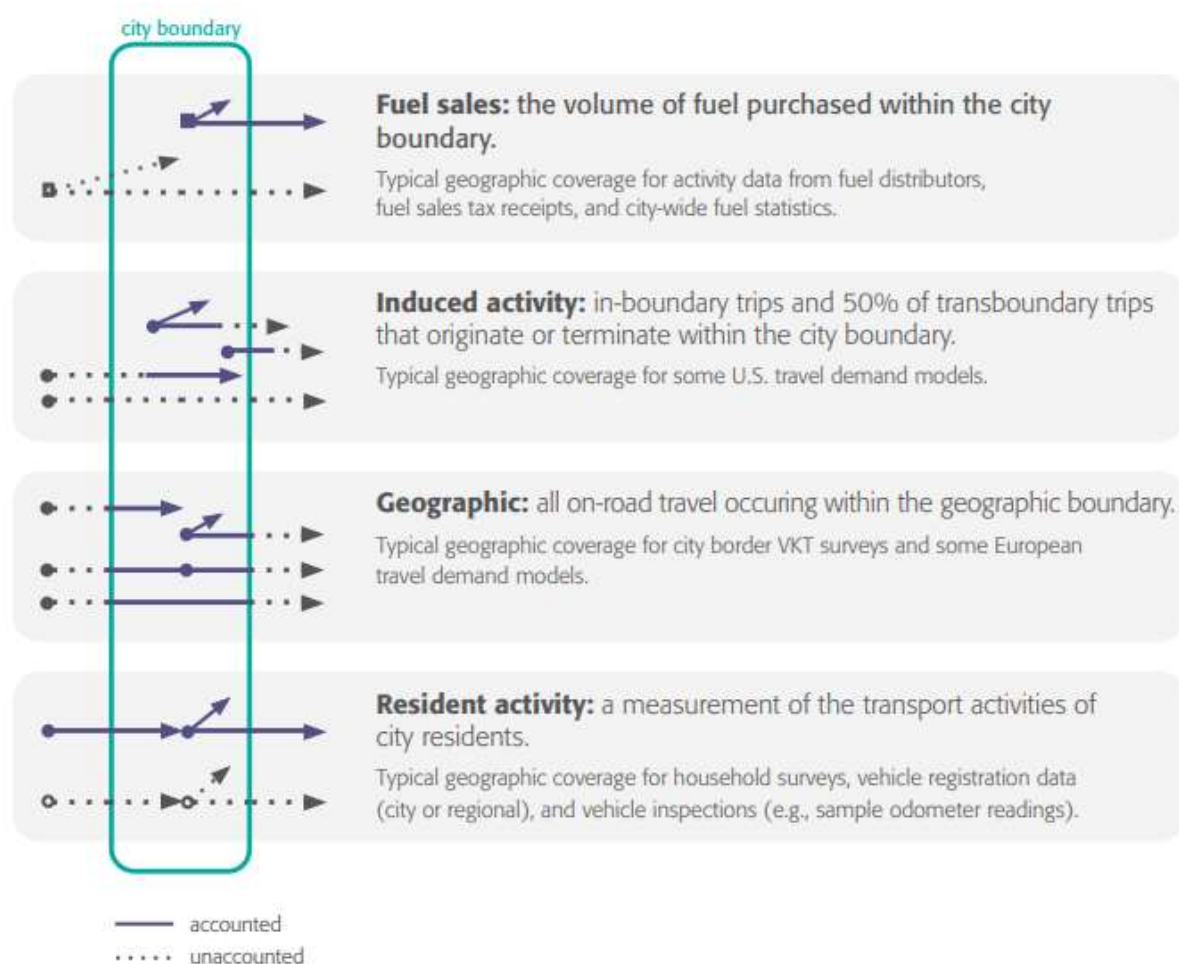 city boundary
Fuel sales: the volume of fuel purchased within the city
boundary.
Typical geographic coverage for activity data from fuel distributors,
fuel sales tax receipts, and city-wide fuel statistics.
Induced activity: in-boundary trips and 50% of transboundary trips
that originate or terminate within the city boundary.
Typical geographic coverage for some U.S. travel demand models.
Geographic: all on-road travel occuring within the geographic boundary.
Typical geographic coverage for city border VKT surveys and some European
travel demand models.
Resident activity: a measurement of the transport activities of
city residents.
Typical geographic coverage for household surveys, vehicle registration data
(city or regional), and vehicle inspections (e.g., sample odometer readings).
accounted
unaccounted